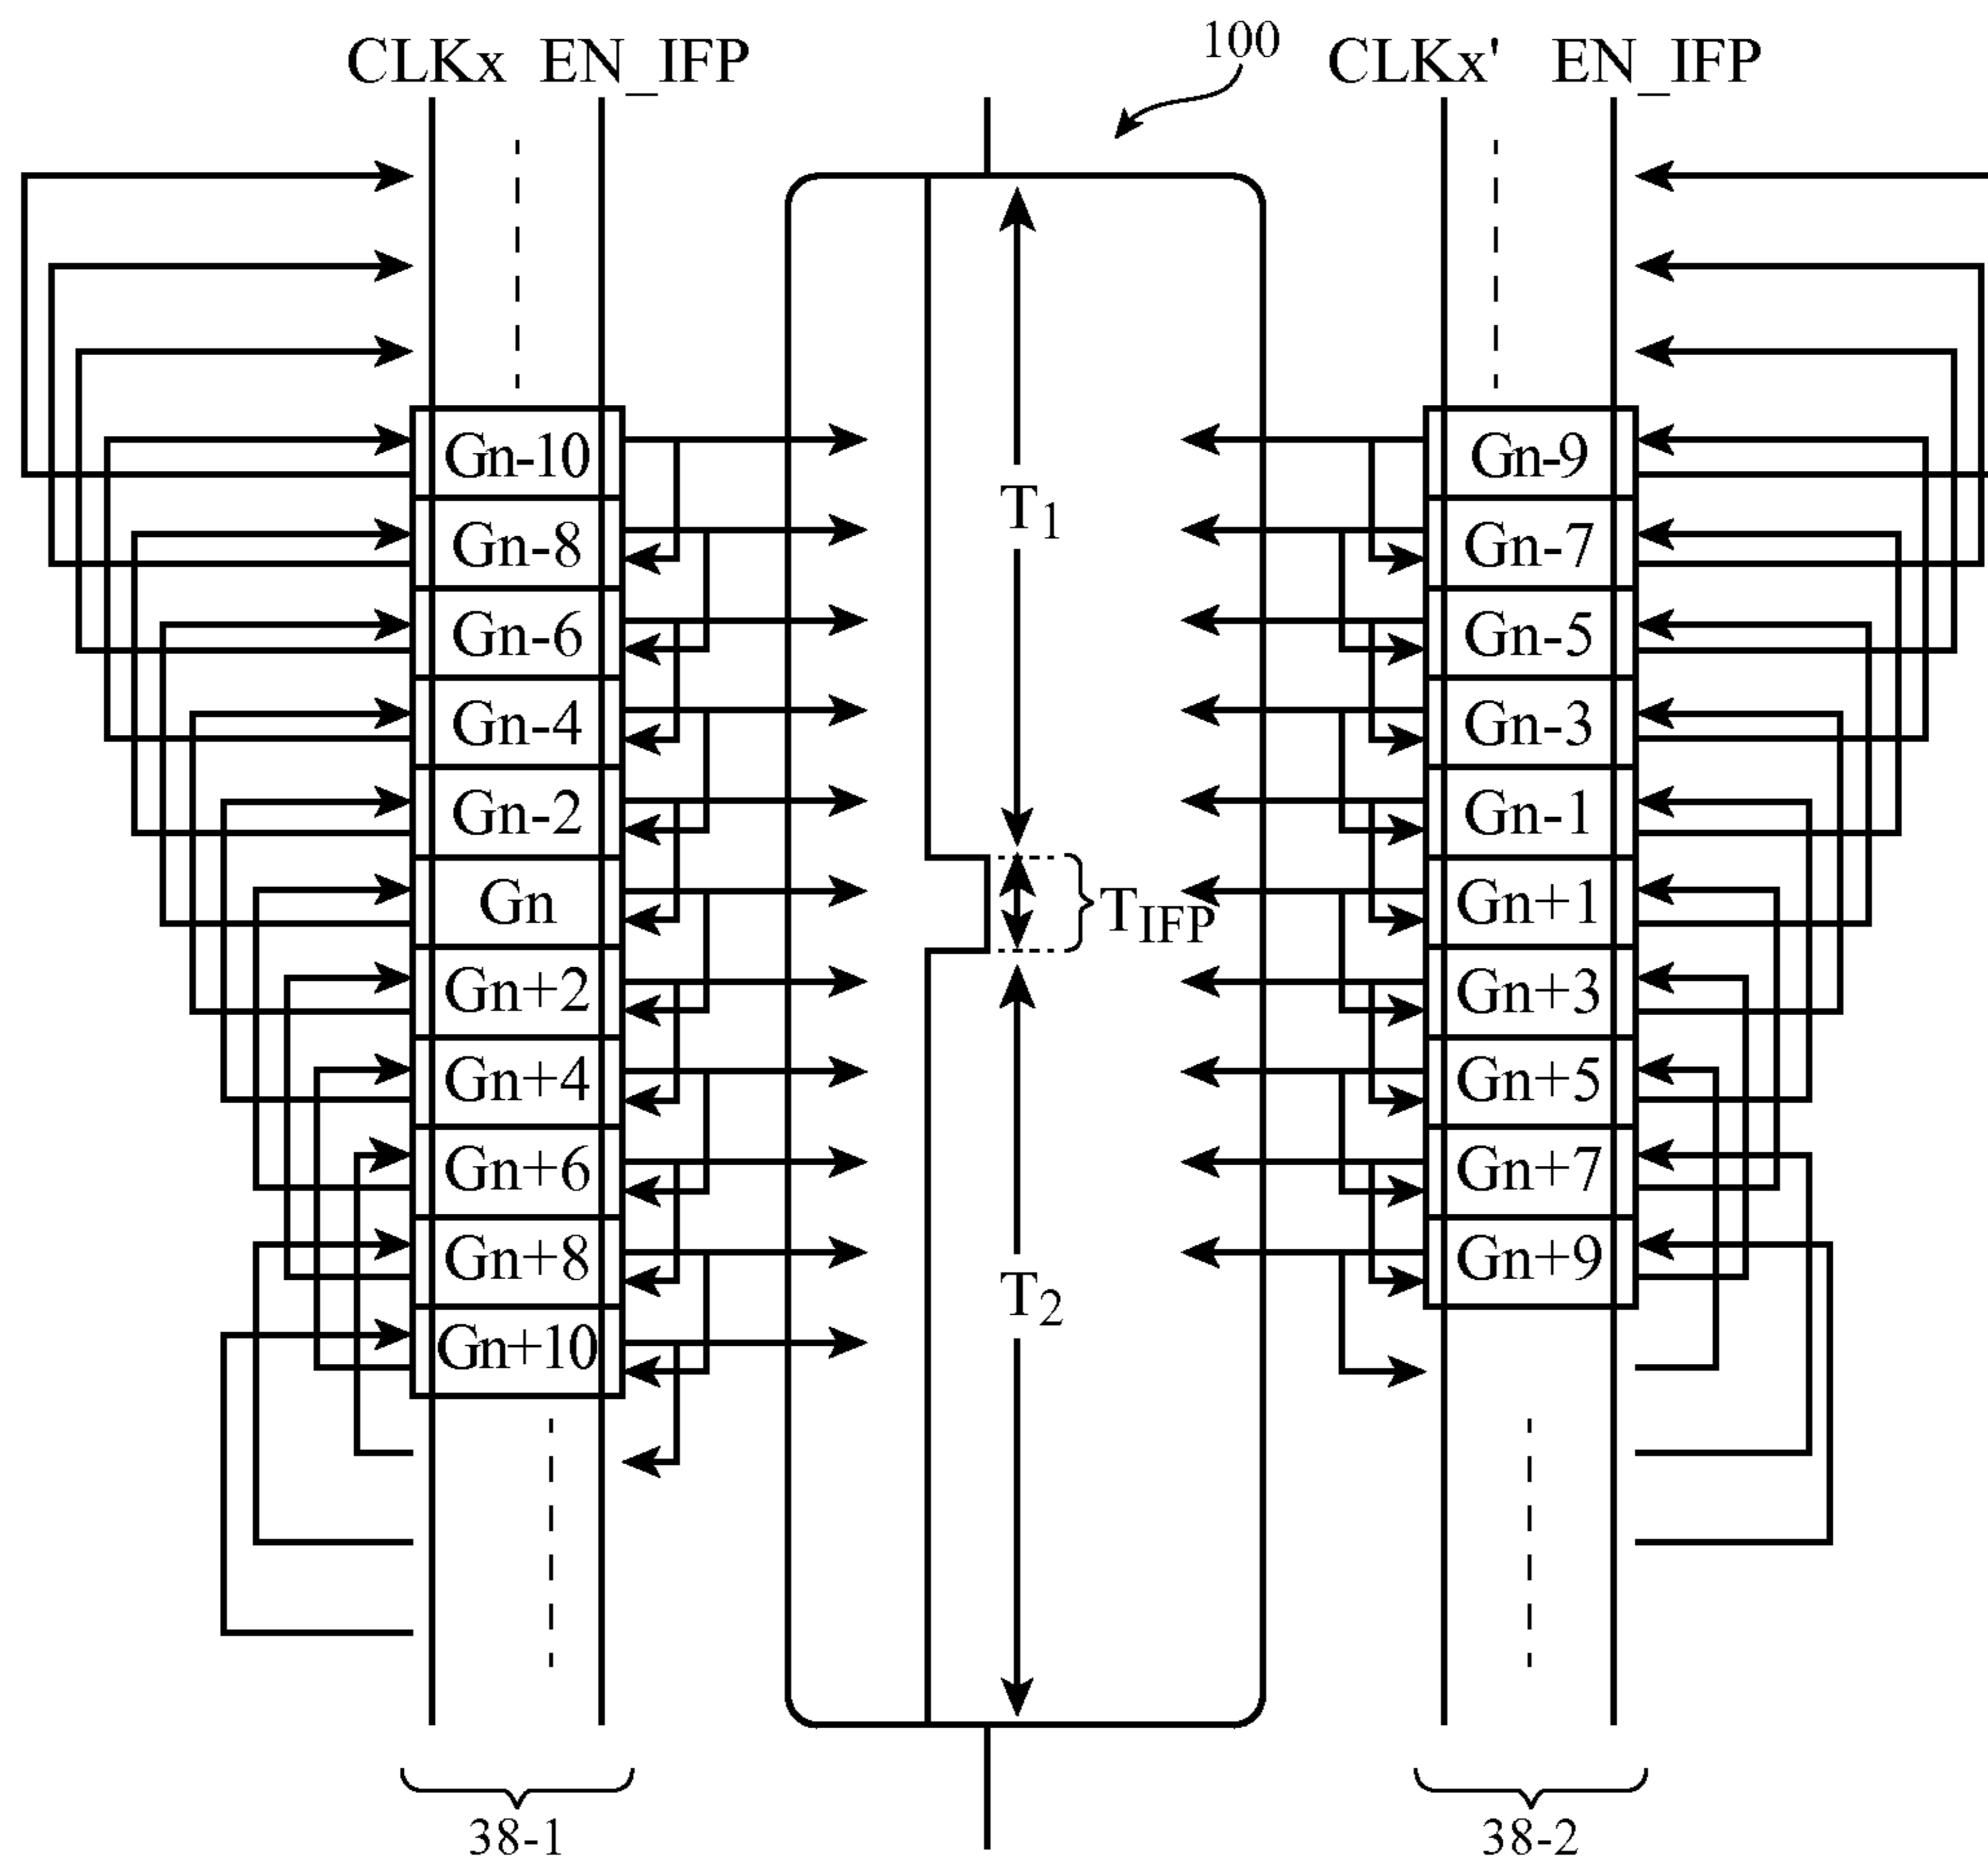 100
CLKx EN_IFP
CLKx' EN_IFP
Gn-10
Gn-8
Gn-6
Gn-4
Gn-2
Gn
Gn+2
Gn+4
Gn+6
Gn+8
Gn+10
T1
TIFP
T2
Gn-9
Gn-7
Gn-5
Gn-3
Gn-1
Gn+1
Gn+3
Gn+5
Gn+7
Gn+9
38-1
38-2